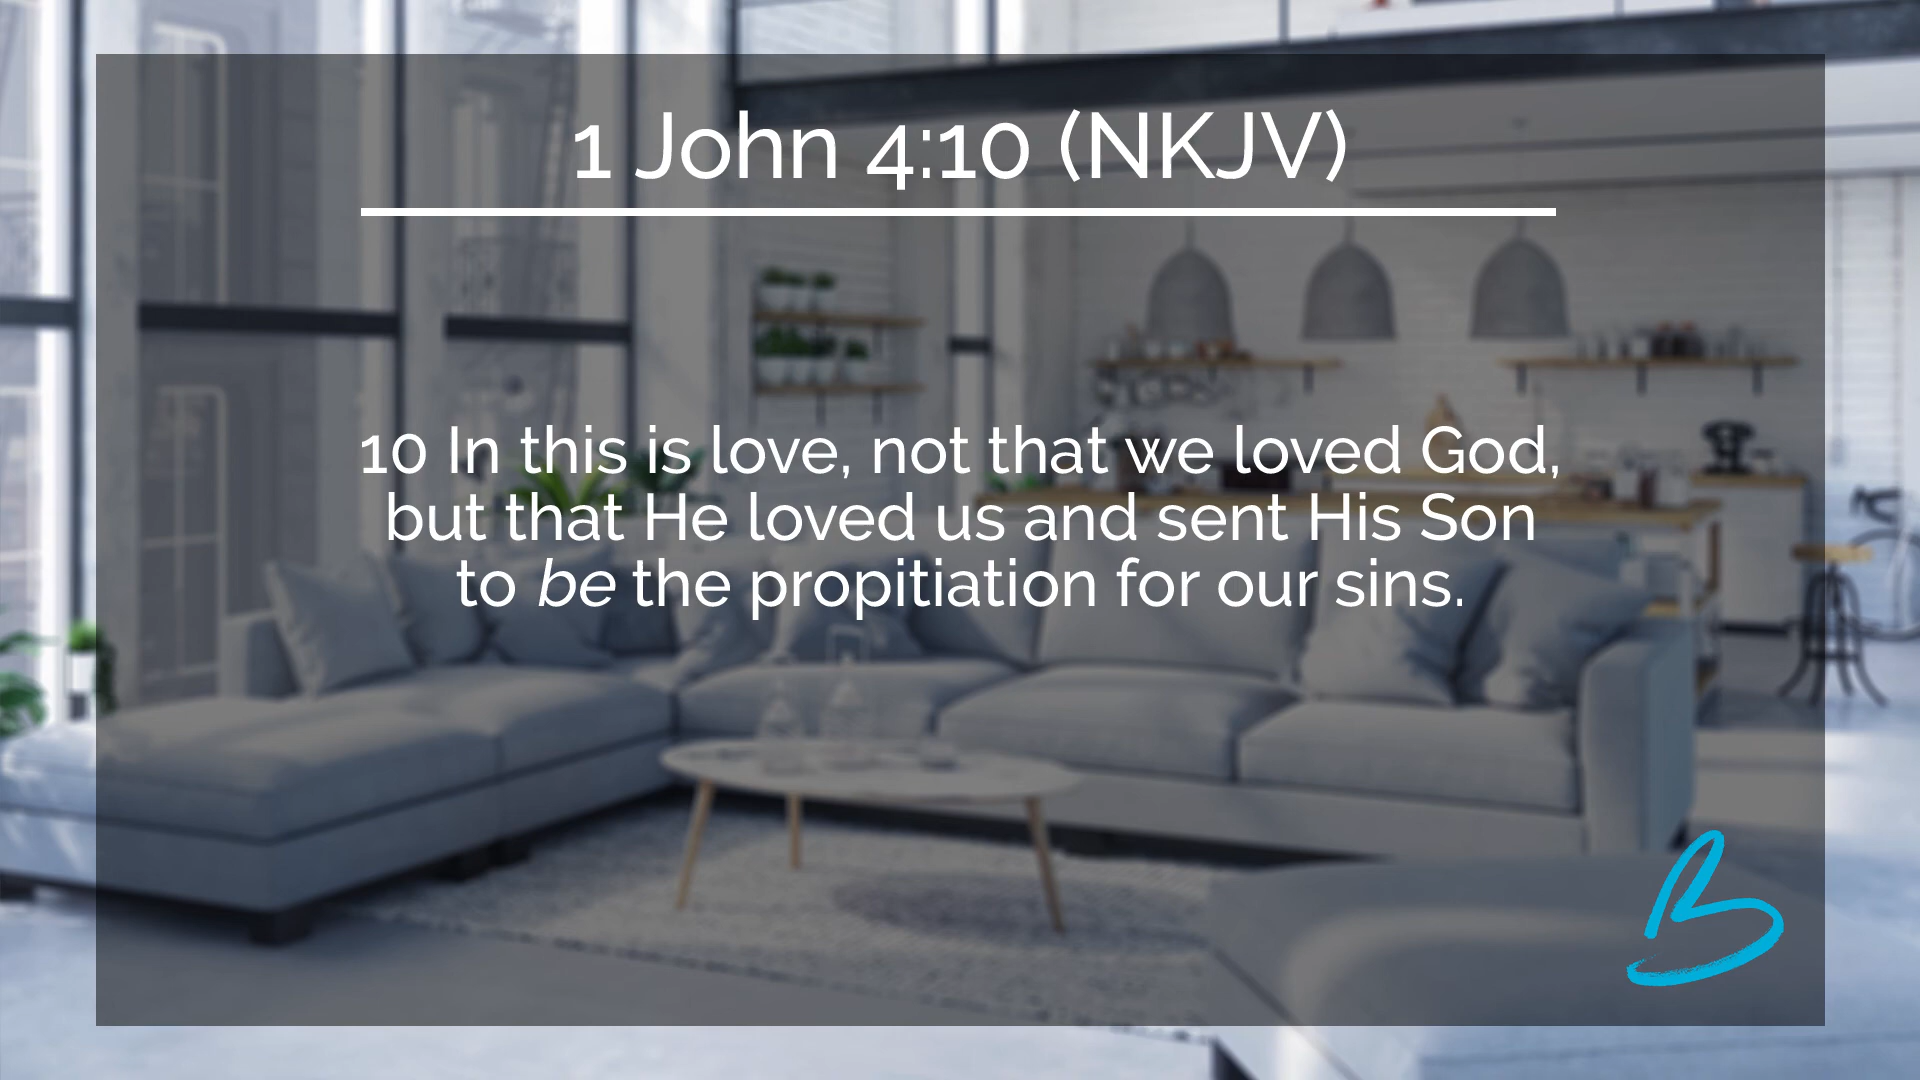 1 John 4:10 (NKJV)
10 In this is love, not that we loved God,
but that He loved us and sent His Son
to be the propitiation for our sins.
B